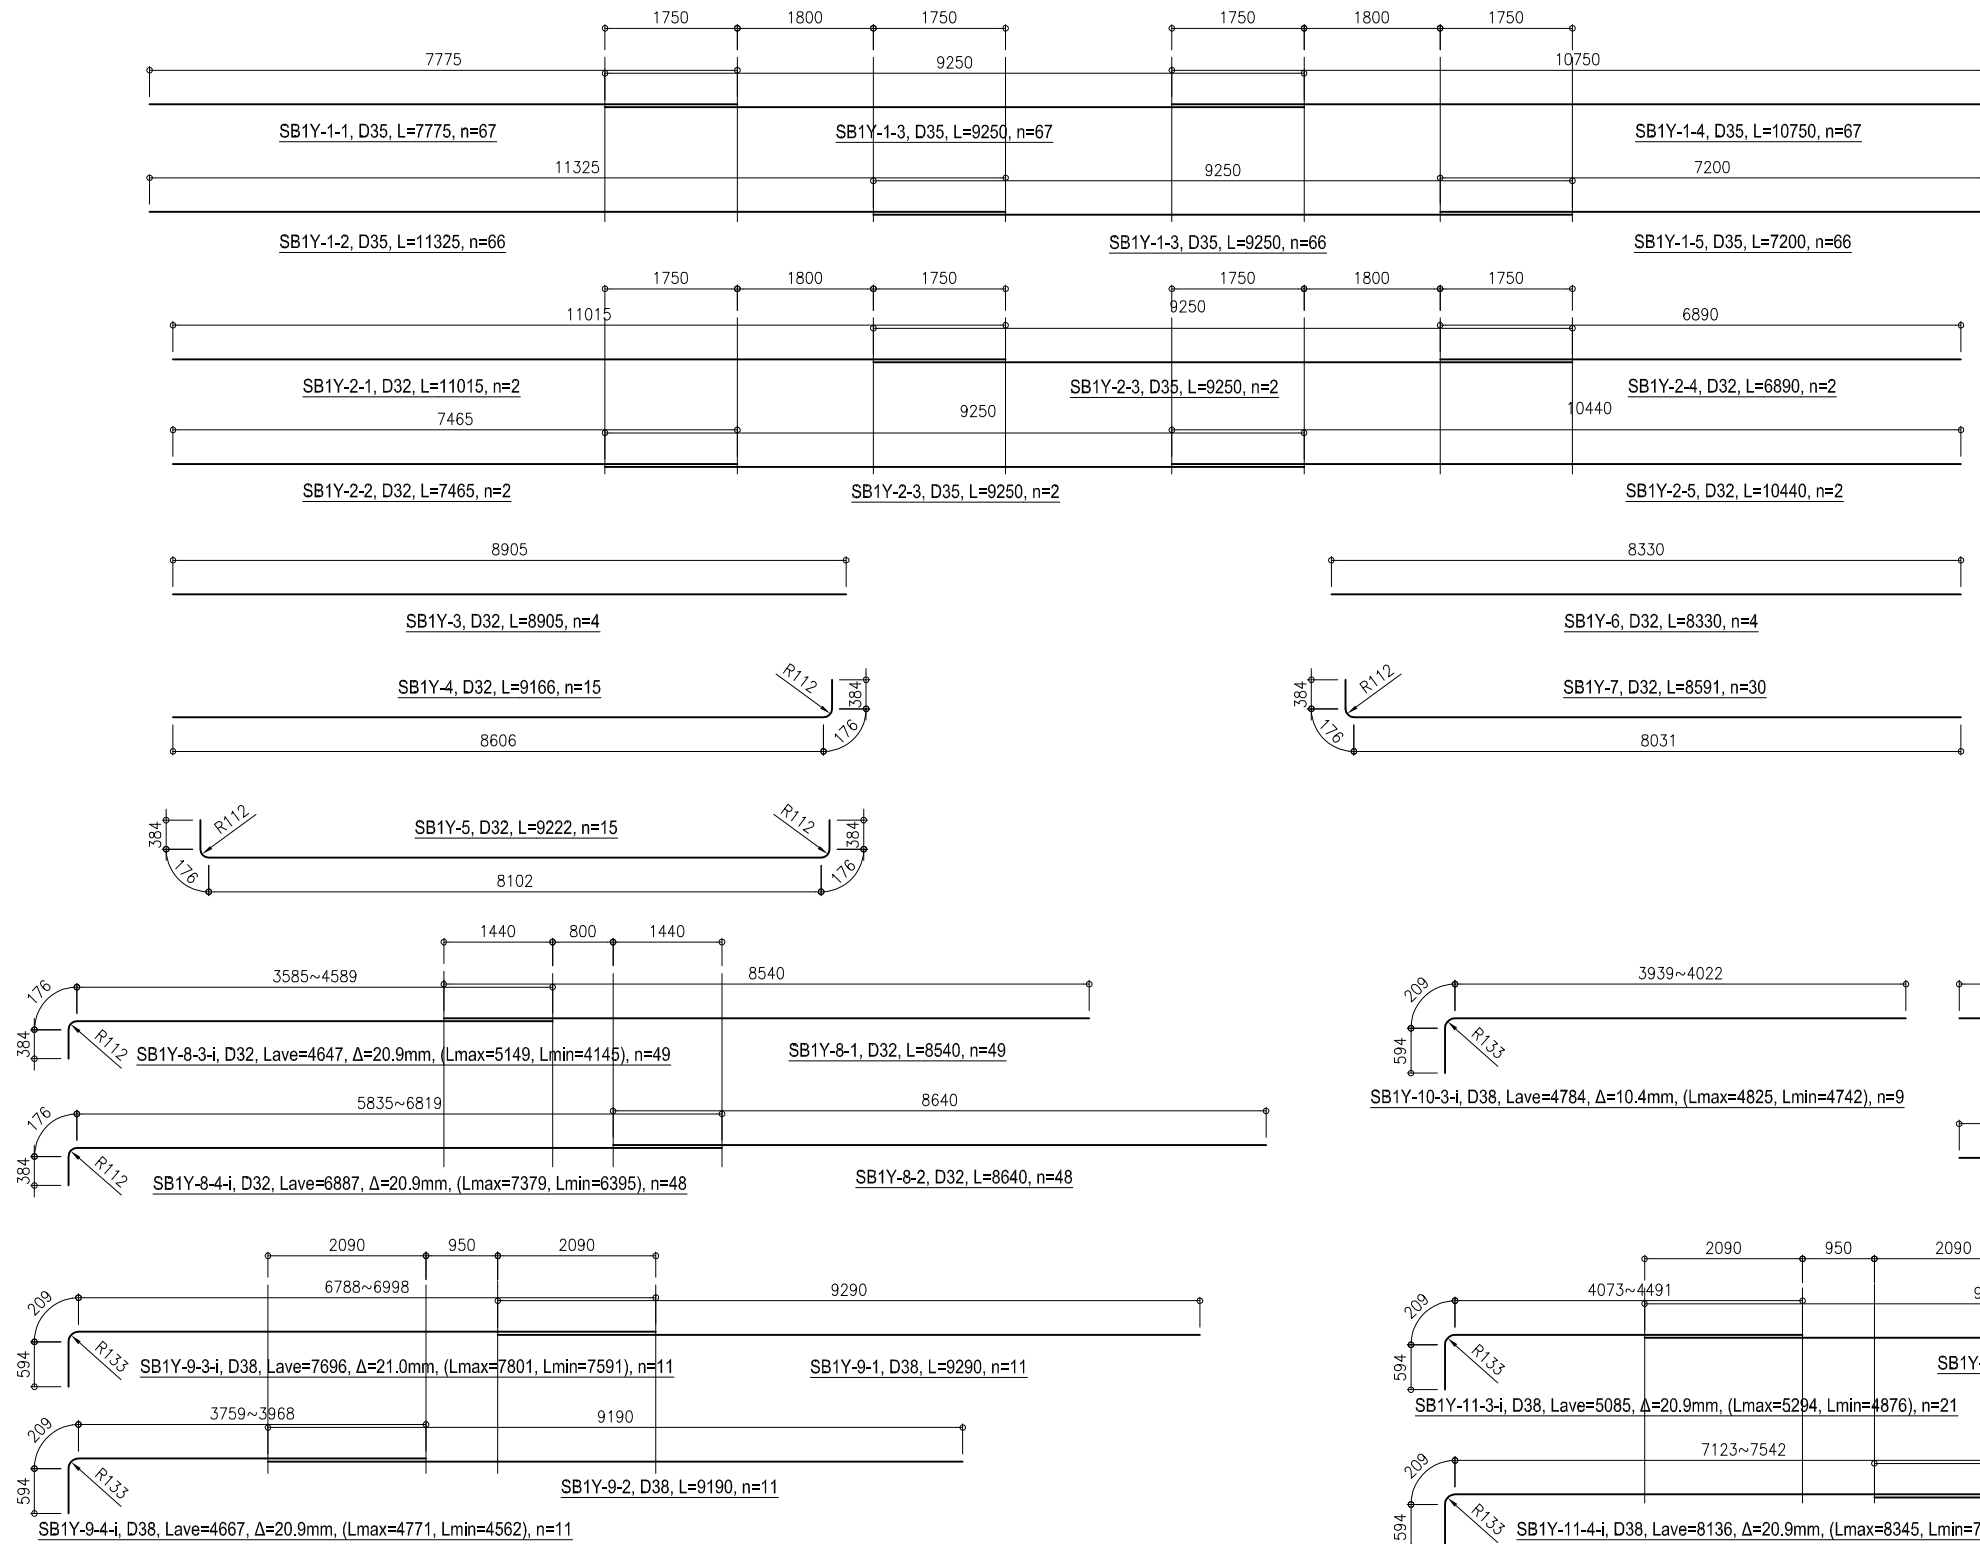 1750 1800 1750 1750 1800 1750
7775 9250 10750
SB1Y-1-1, D35, L=7775, n=67 SB1Y-1-3, D35, L=9250, n=67 SB1Y-1-4, D35, L=10750, n=67
11325 9250 7200
SB1Y-1-2, D35, L=11325, n=66 SB1Y-1-3, D35, L=9250, n=66 SB1Y-1-5, D35, L=7200, n=66
1750 1800 1750 1750 1800 1750
11015 9250 6890
SB1Y-2-1, D32, L=11015, n=2 SB1Y-2-3, D35, L=9250, n=2 SB1Y-2-4, D32, L=6890, n=2
7465 9250 10440
SB1Y-2-2, D32, L=7465, n=2 SB1Y-2-3, D35, L=9250, n=2 SB1Y-2-5, D32, L=10440, n=2
8905 8330
SB1Y-3, D32, L=8905, n=4 SB1Y-6, D32, L=8330, n=4
SB1Y-4, D32, L=9166, n=15 R112 384 384 R112 SB1Y-7, D32, L=8591, n=30
8606 176 176 8031
384 R112 SB1Y-5, D32, L=9222, n=15 R112 384
176 8102 176
1440 800 1440
176 3585~4589 8540 209 3939~4022
384 R112 SB1Y-8-3-i, D32, Lave=4647, Δ=20.9mm, (Lmax=5149, Lmin=4145), n=49 SB1Y-8-1, D32, L=8540, n=49 594 R133
SB1Y-10-3-i, D38, Lave=4784, Δ=10.4mm, (Lmax=4825, Lmin=4742), n=9
176 5835~6819 8640
384 R112 SB1Y-8-4-i, D32, Lave=6887, Δ=20.9mm, (Lmax=7379, Lmin=6395), n=48 SB1Y-8-2, D32, L=8640, n=48
2090 950 2090 2090 950 2090
209 6788~6998 9290 209 4073~4491 9
594 R133 SB1Y-9-3-i, D38, Lave=7696, Δ=21.0mm, (Lmax=7801, Lmin=7591), n=11 SB1Y-9-1, D38, L=9290, n=11 594 R133 SB1Y-
SB1Y-11-3-i, D38, Lave=5085, Δ=20.9mm, (Lmax=5294, Lmin=4876), n=21
209 3759~3968 9190 209 7123~7542
594 R133 SB1Y-9-2, D38, L=9190, n=11
SB1Y-9-4-i, D38, Lave=4667, Δ=20.9mm, (Lmax=4771, Lmin=4562), n=11 594 R133 SB1Y-11-4-i, D38, Lave=8136, Δ=20.9mm, (Lmax=8345, Lmin=7